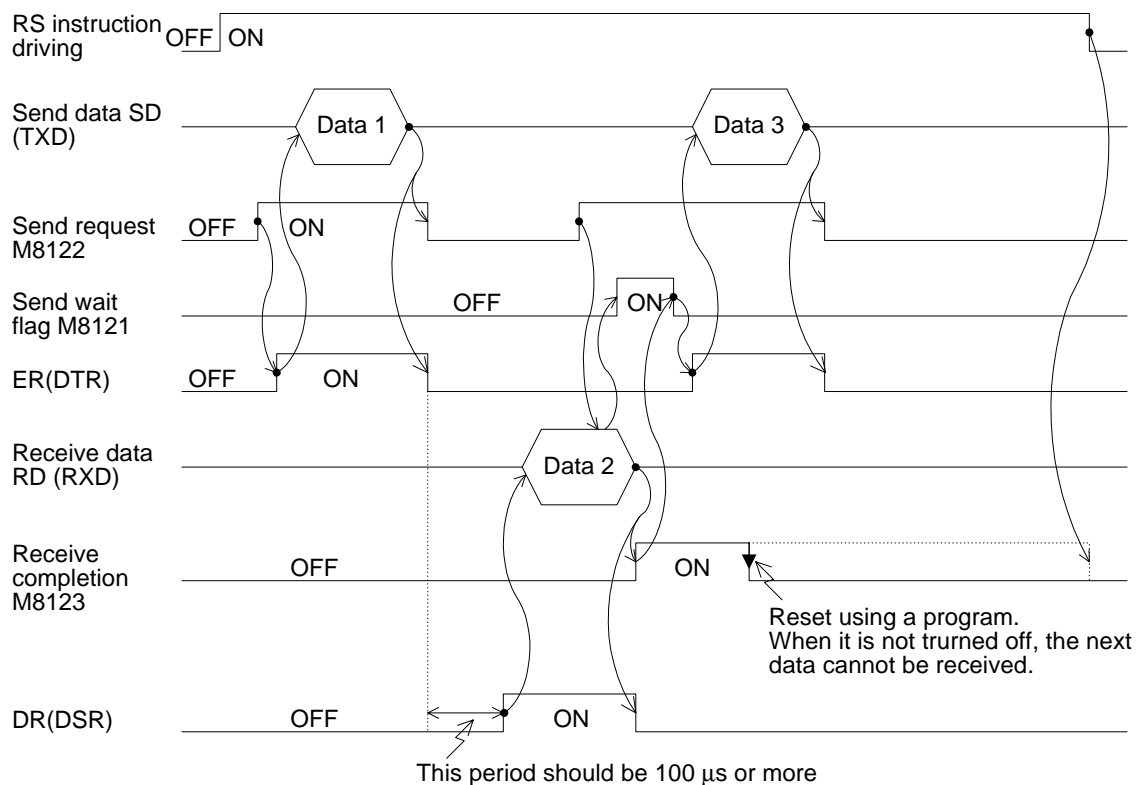 RS instruction
driving
OFF ON
Send data SD
(TXD)
Data 1
Data 3
Send request
M8122
OFF
ON
Send wait
flag M8121
OFF
ON
ER(DTR)
OFF
ON
Receive data
RD (RXD)
Data 2
Receive
completion
M8123
OFF
ON
Reset using a program.
When it is not trurned off, the next
data cannot be received.
DR(DSR)
OFF
ON
This period should be 100 μs or more